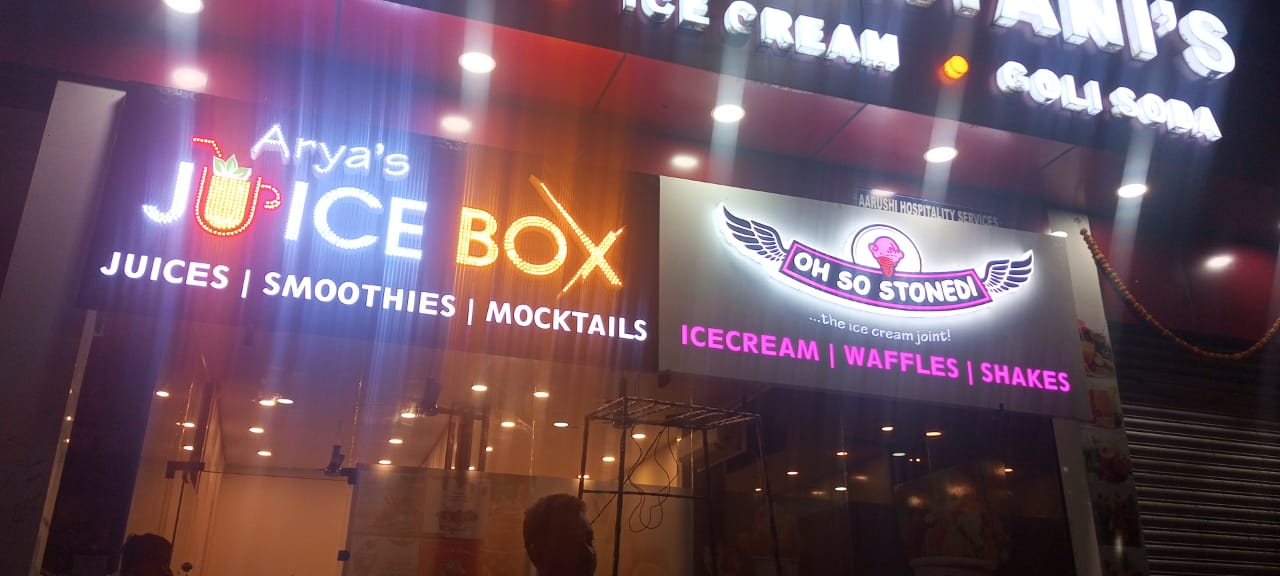 ICE CREAM
GOLI SODA
Arya's
JUICE BOX
JUICES | SMOOTHIES | MOCKTAILS
AARUSHI HOSPITALITY SERVICES
OH SO STONED!
...the ice cream joint!
ICECREAM | WAFFLES | SHAKES